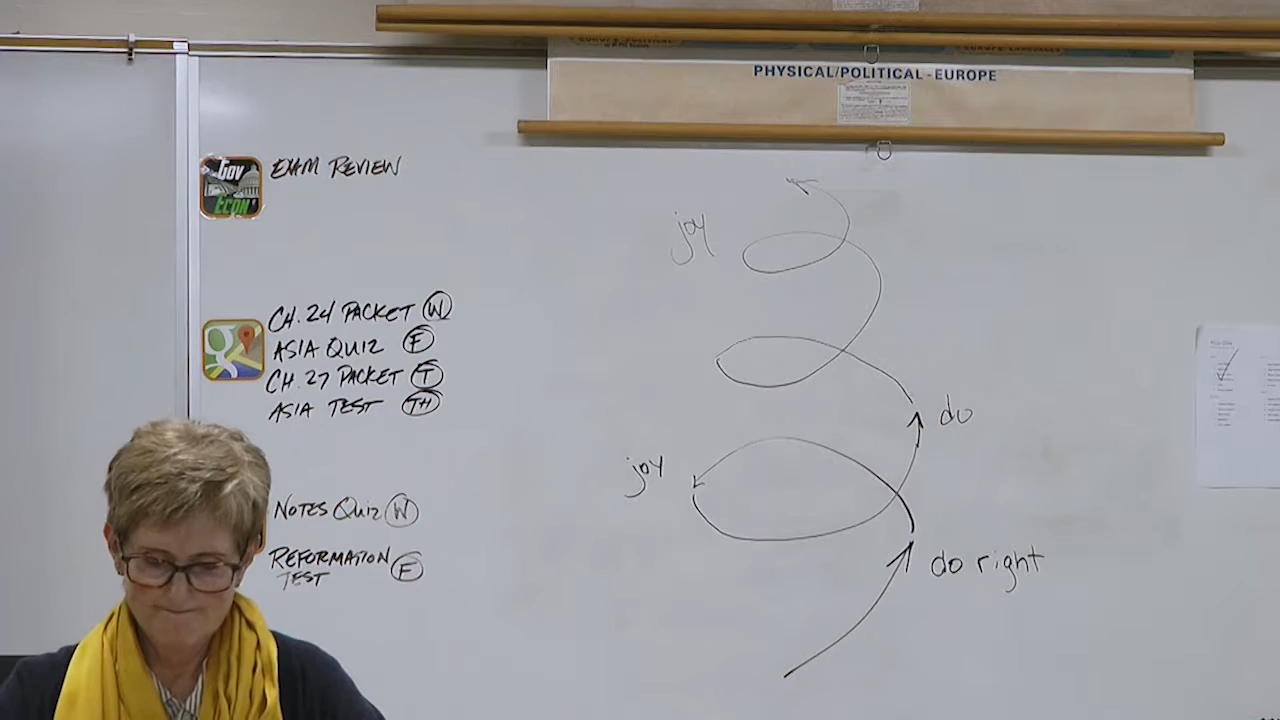 PHYSICAL/POLITICAL - EUROPE
Gov
Econ
EXAM REVIEW
CH. 24 PACKET W
ASIA QUIZ F
CH. 27 PACKET T
ASIA TEST TH
NOTES QUIZ W
REFORMATION
TEST F
joy
do
joy
do right